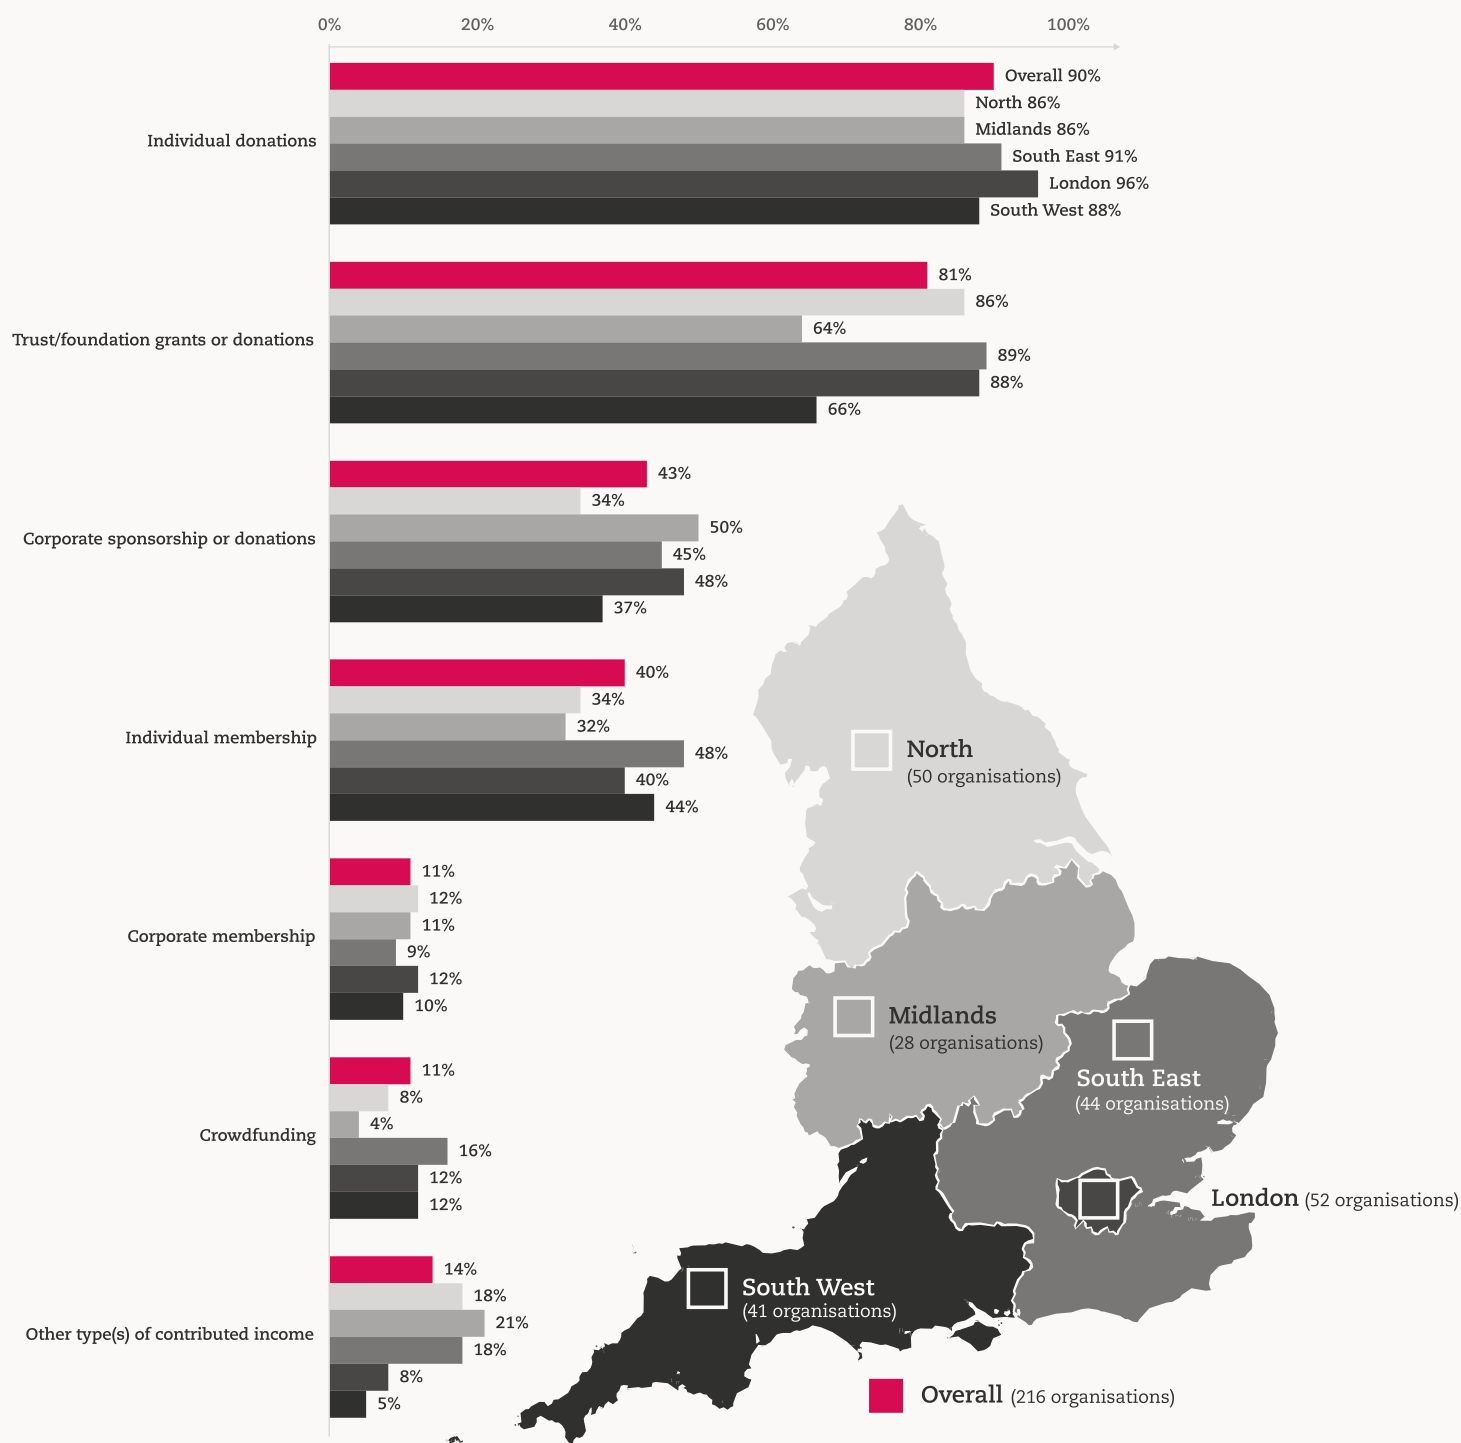 0% 20% 40% 60% 80% 100%
Individual donations
Overall 90%
North 86%
Midlands 86%
South East 91%
London 96%
South West 88%
Trust/foundation grants or donations
81%
86%
64%
89%
88%
66%
Corporate sponsorship or donations
43%
34%
50%
45%
48%
37%
Individual membership
40%
34%
32%
48%
40%
44%
Corporate membership
11%
12%
11%
9%
12%
10%
Crowdfunding
11%
8%
4%
16%
12%
12%
Other type(s) of contributed income
14%
18%
21%
18%
8%
5%
North
(50 organisations)
Midlands
(28 organisations)
South East
(44 organisations)
London (52 organisations)
South West
(41 organisations)
Overall (216 organisations)